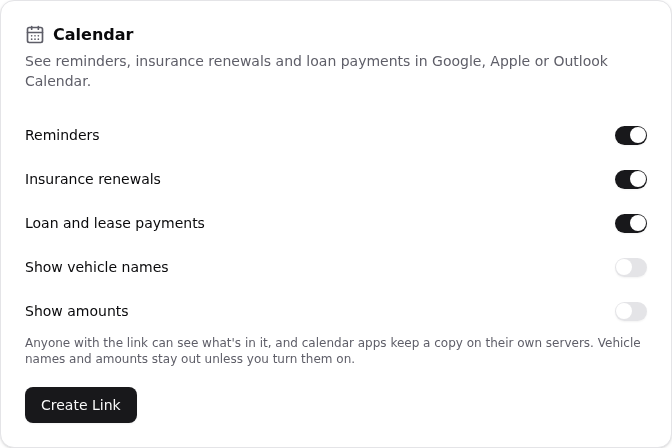 Calendar
See reminders, insurance renewals and loan payments in Google, Apple or Outlook
Calendar.
Reminders
Insurance renewals
Loan and lease payments
Show vehicle names
Show amounts
Anyone with the link can see what's in it, and calendar apps keep a copy on their own servers. Vehicle
names and amounts stay out unless you turn them on.
Create Link